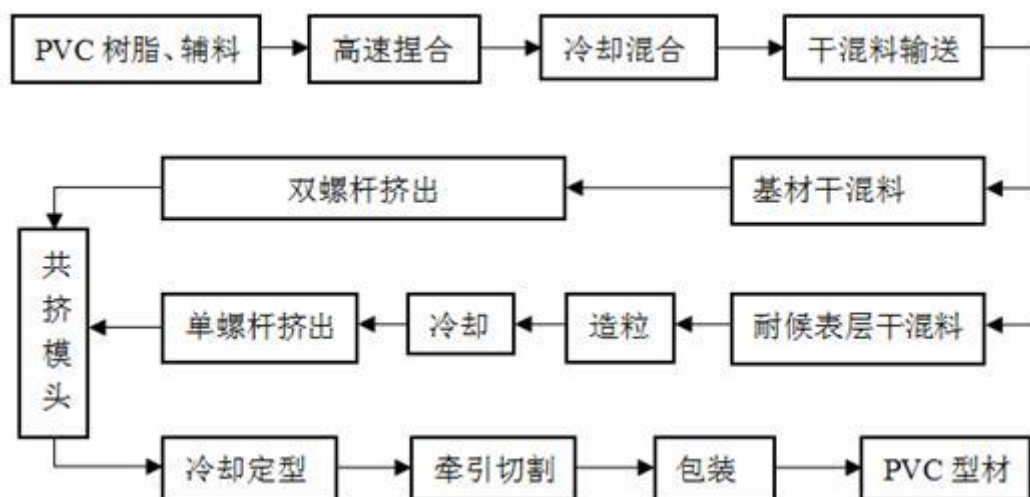 PVC 树脂、辅料
高速捏合
冷却混合
干混料输送
双螺杆挤出
基材干混料
共挤模头
单螺杆挤出
冷却
造粒
耐候表层干混料
冷却定型
牵引切割
包装
PVC 型材